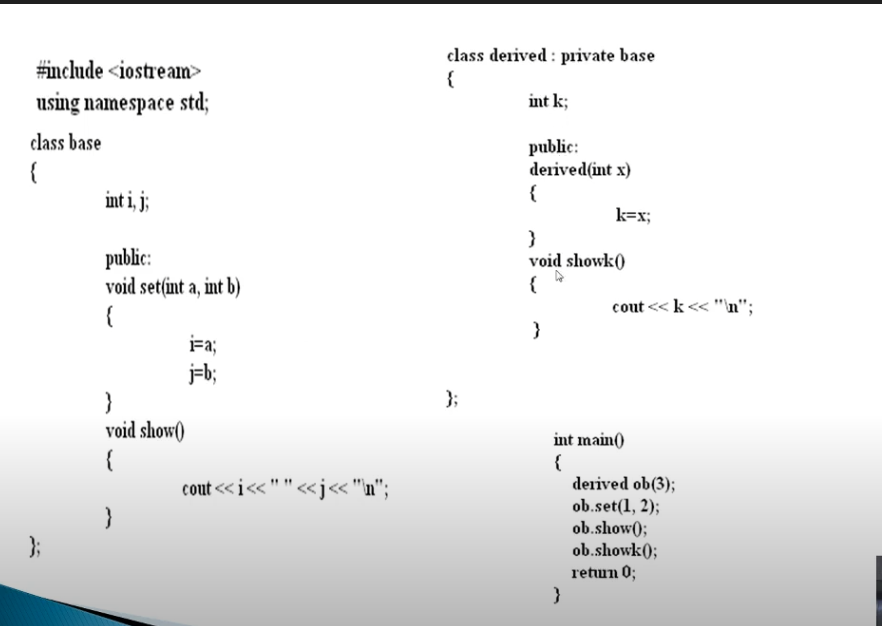 #include <iostream>
using namespace std;
class base
{
int i, j;
public:
void set(int a, int b)
{
i=a;
j=b;
}
void show()
{
cout << i << " " << j << "\n";
}
};
class derived : private base
{
int k;
public:
derived(int x)
{
k=x;
}
void showk()
{
cout << k << "\n";
}
};
int main()
{
derived ob(3);
ob.set(1, 2);
ob.show();
ob.showk();
return 0;
}